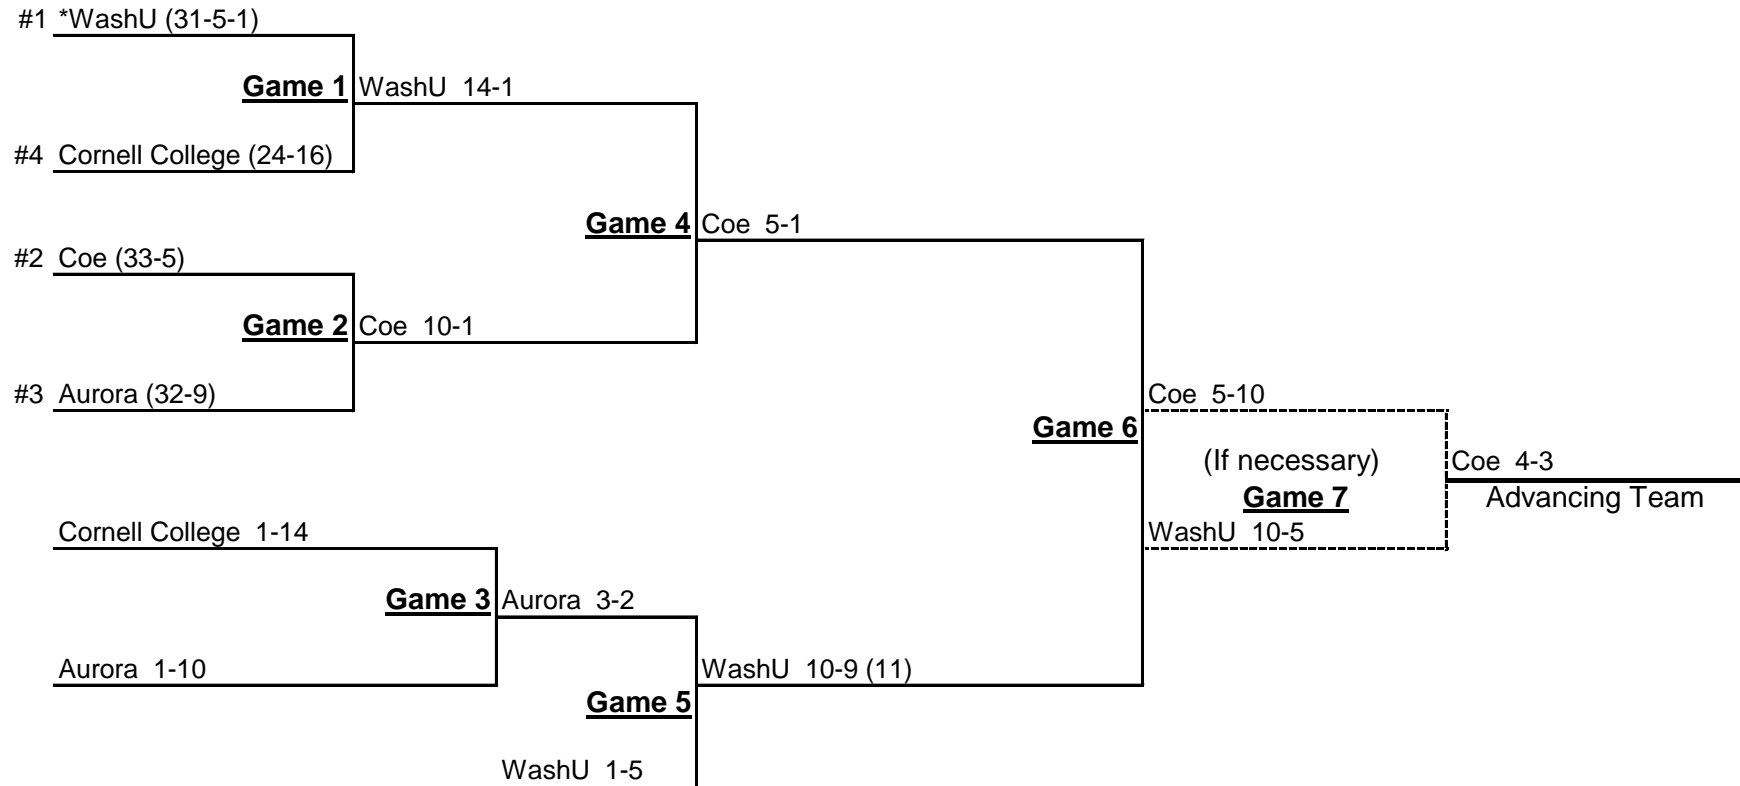 #1 *WashU (31-5-1)
Game 1 WashU 14-1
#4 Cornell College (24-16)
Game 4 Coe 5-1
#2 Coe (33-5)
Game 2 Coe 10-1
#3 Aurora (32-9)
Coe 5-10
Game 6
(If necessary)
Game 7
WashU 10-5
Coe 4-3
Advancing Team
Cornell College 1-14
Game 3 Aurora 3-2
Aurora 1-10
WashU 10-9 (11)
Game 5
WashU 1-5